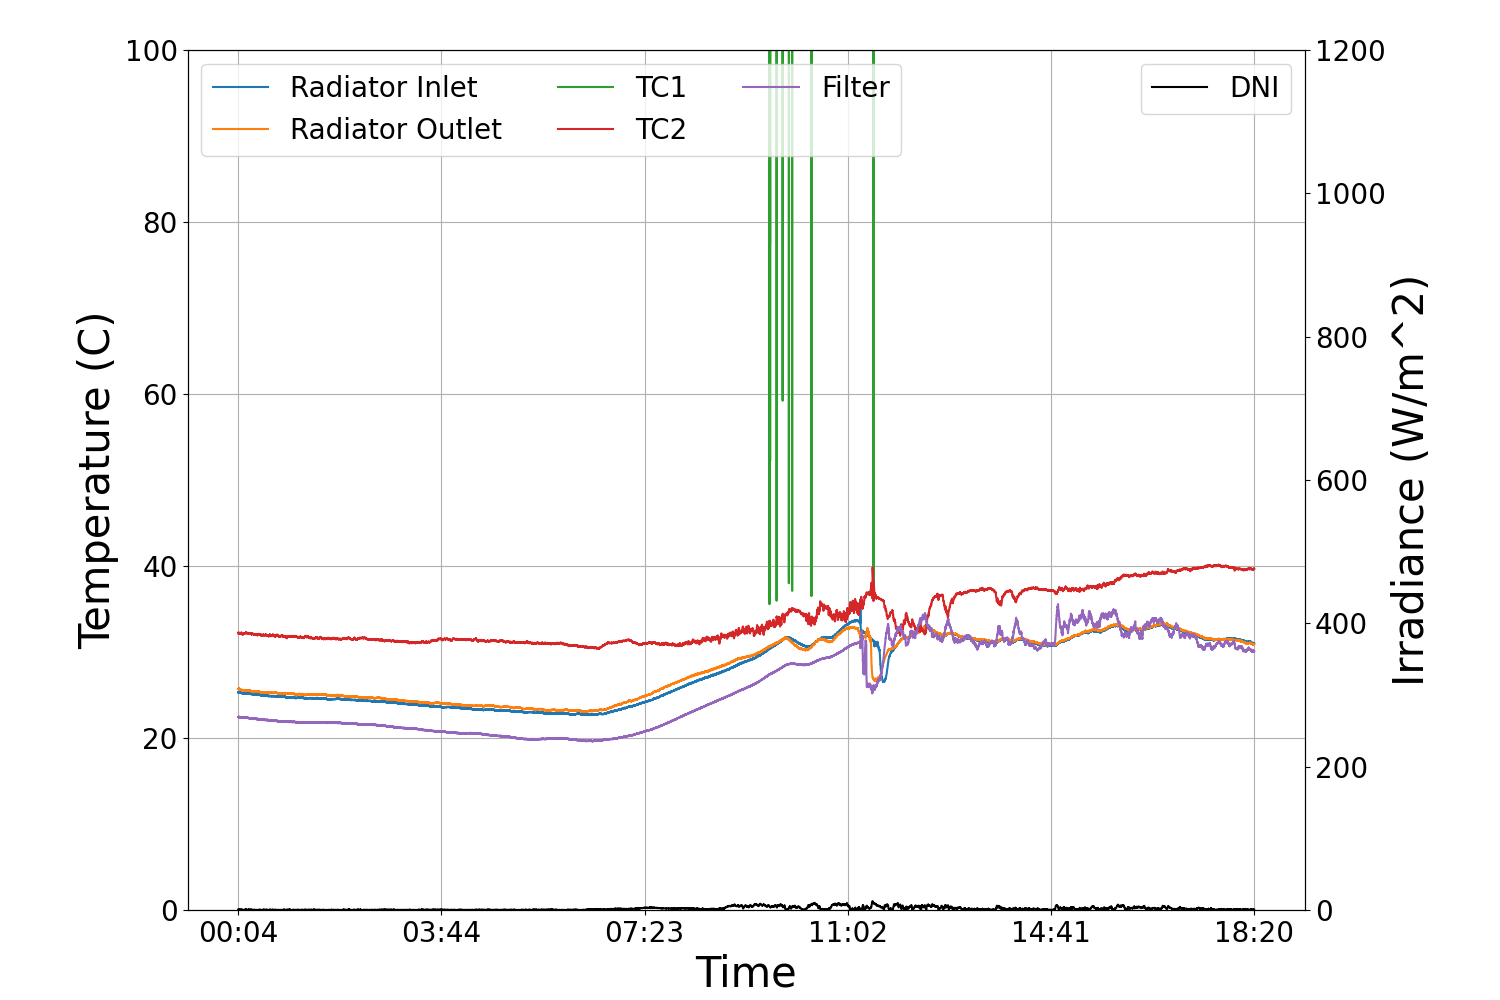 Radiator Inlet
Radiator Outlet
TC1
TC2
Filter
DNI
100
80
60
40
20
0
Temperature (C)
1200
1000
800
600
400
200
0
Irradiance (W/m^2)
00:04 03:44 07:23 11:02 14:41 18:20
Time